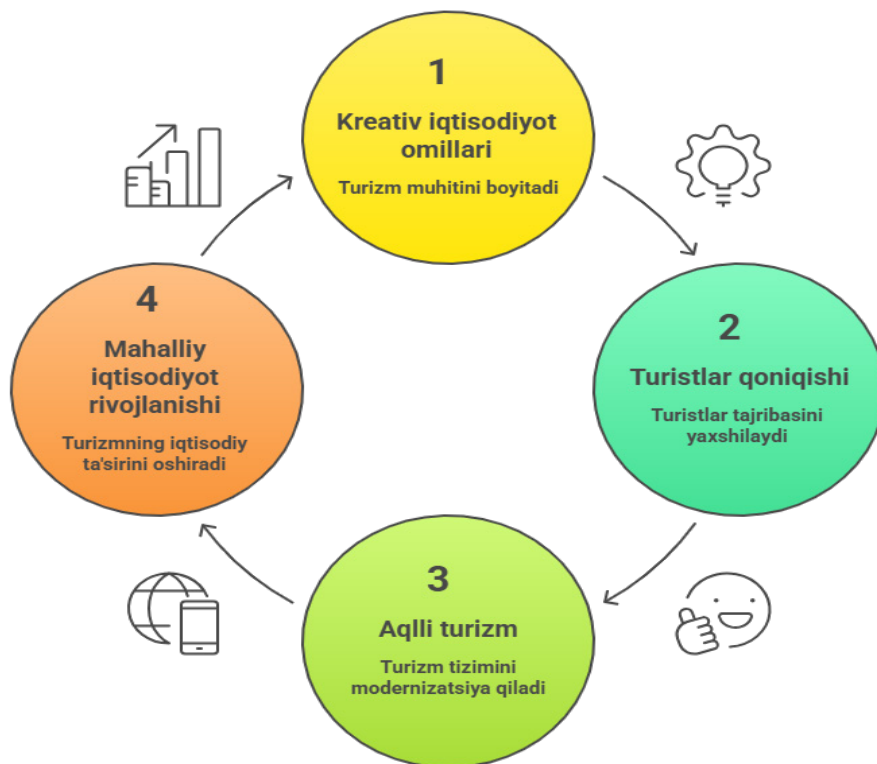 1
Kreativ iqtisodiyot
omillari
Turizm muhitini boyitadi
2
Turistlar qoniqishi
Turistlar tajribasini
yaxshilaydi
3
Aqlli turizm
Turizm tizimini
modernizatsiya qiladi
4
Mahalliy
iqtisodiyot
rivojlanishi
Turizmning iqtisodiy
ta'sirini oshiradi